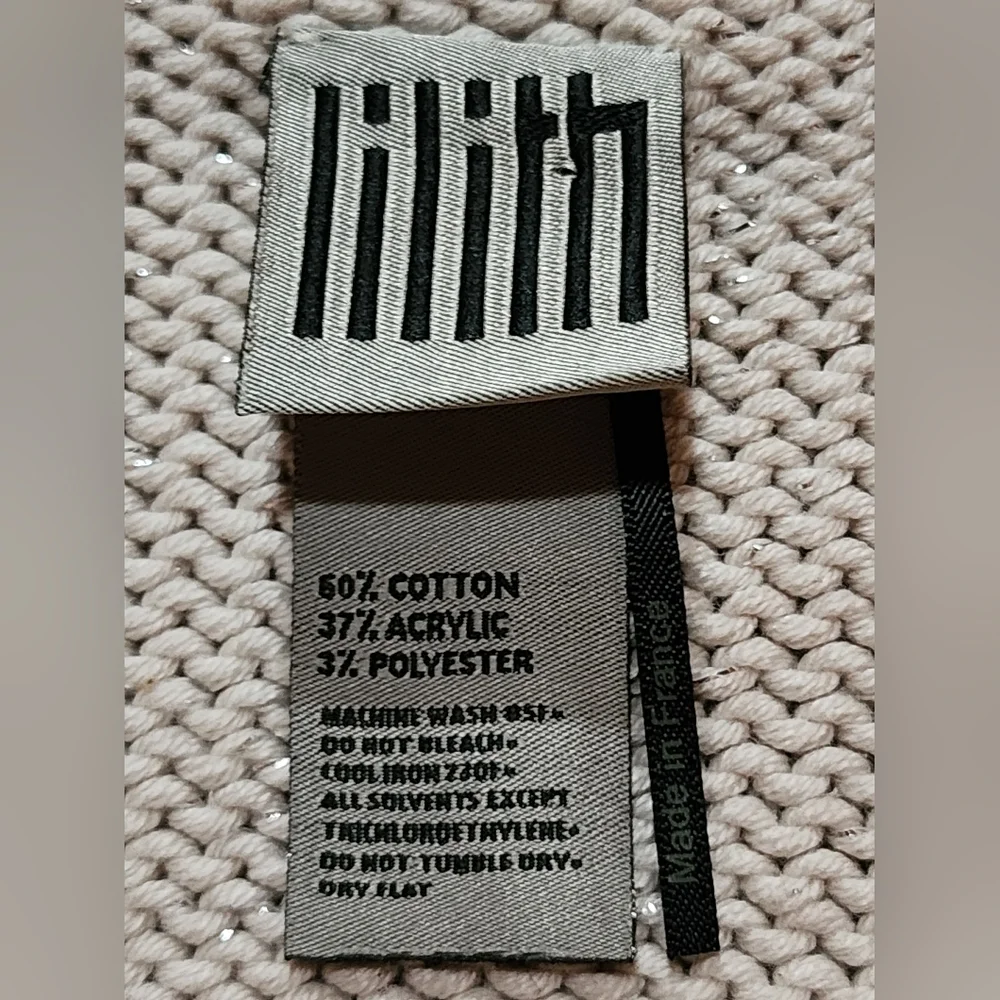 lilith
60% COTTON
37% ACRYLIC
3% POLYESTER
MACHINE WASH 85F.
DO NOT BLEACH.
COOL IRON 230F.
ALL SOLVENTS EXCEPT
TRICHLOROETHYLENE.
DO NOT TUMBLE DRY.
DRY FLAT
Made in France